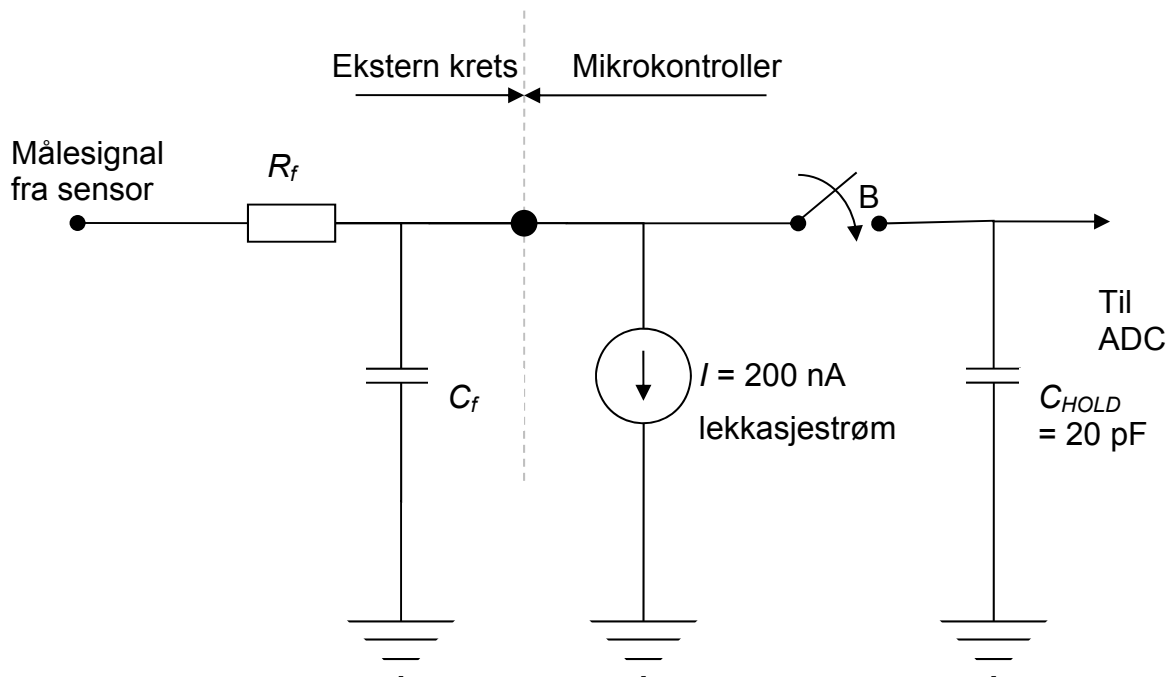 Ekstern krets
Mikrokontroller
Målesignal
fra sensor
Rf
B
Til
ADC
Cf
I = 200 nA
lekkasjestrøm
CHOLD
= 20 pF